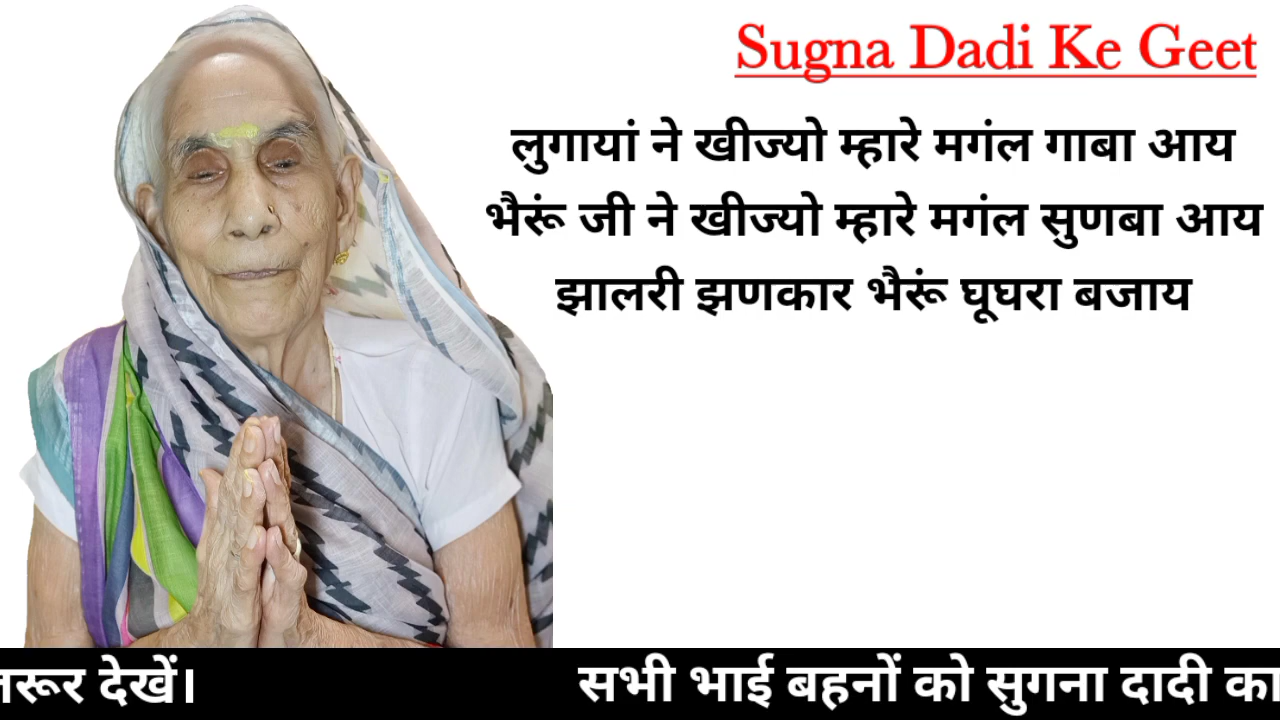 Sugna Dadi Ke Geet
लुगायां ने खीज्यो म्हारे मगंल गाबा आय
भैरूं जी ने खीज्यो म्हारे मगंल सुणबा आय
झालरी झणकार भैरूं घूघरा बजाय
जरूर देखें। सभी भाई बहनों को सुगना दादी का